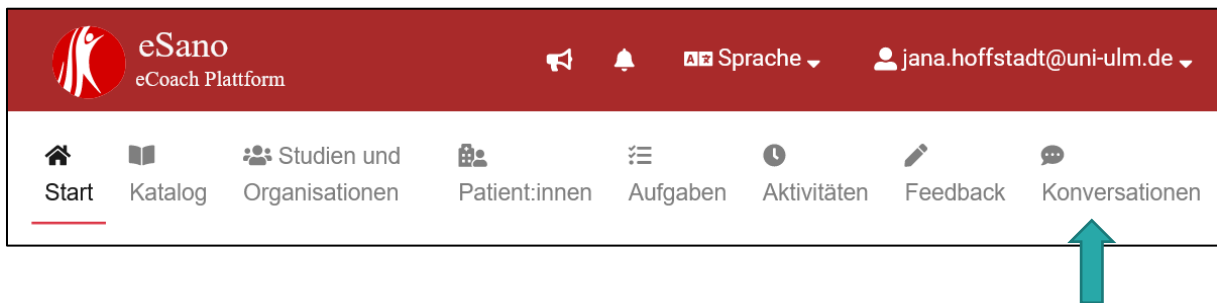 eSano
eCoach Plattform
Sprache
jana.hoffstadt@uni-ulm.de
Start
Katalog
Studien und
Organisationen
Patient:innen
Aufgaben
Aktivitäten
Feedback
Konversationen